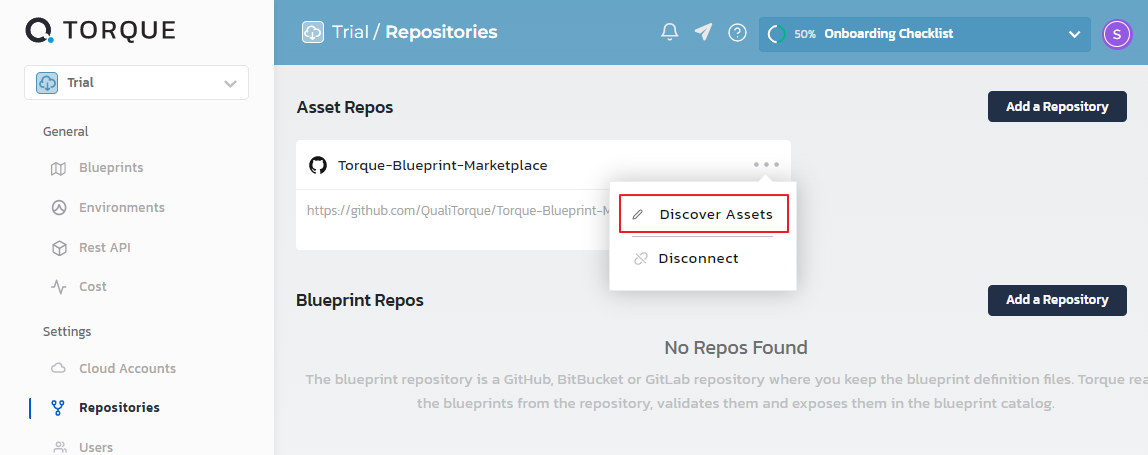 TORQUE
Trial
General
Blueprints
Environments
Rest API
Cost
Settings
Cloud Accounts
Repositories
Users
Trial / Repositories
50% Onboarding Checklist
S
Asset Repos
Add a Repository
Torque-Blueprint-Marketplace
https://github.com/QualiTorque/Torque-Blueprint-M
Discover Assets
Disconnect
Blueprint Repos
Add a Repository
No Repos Found
The blueprint repository is a GitHub, BitBucket or GitLab repository where you keep the blueprint definition files. Torque rea
the blueprints from the repository, validates them and exposes them in the blueprint catalog.